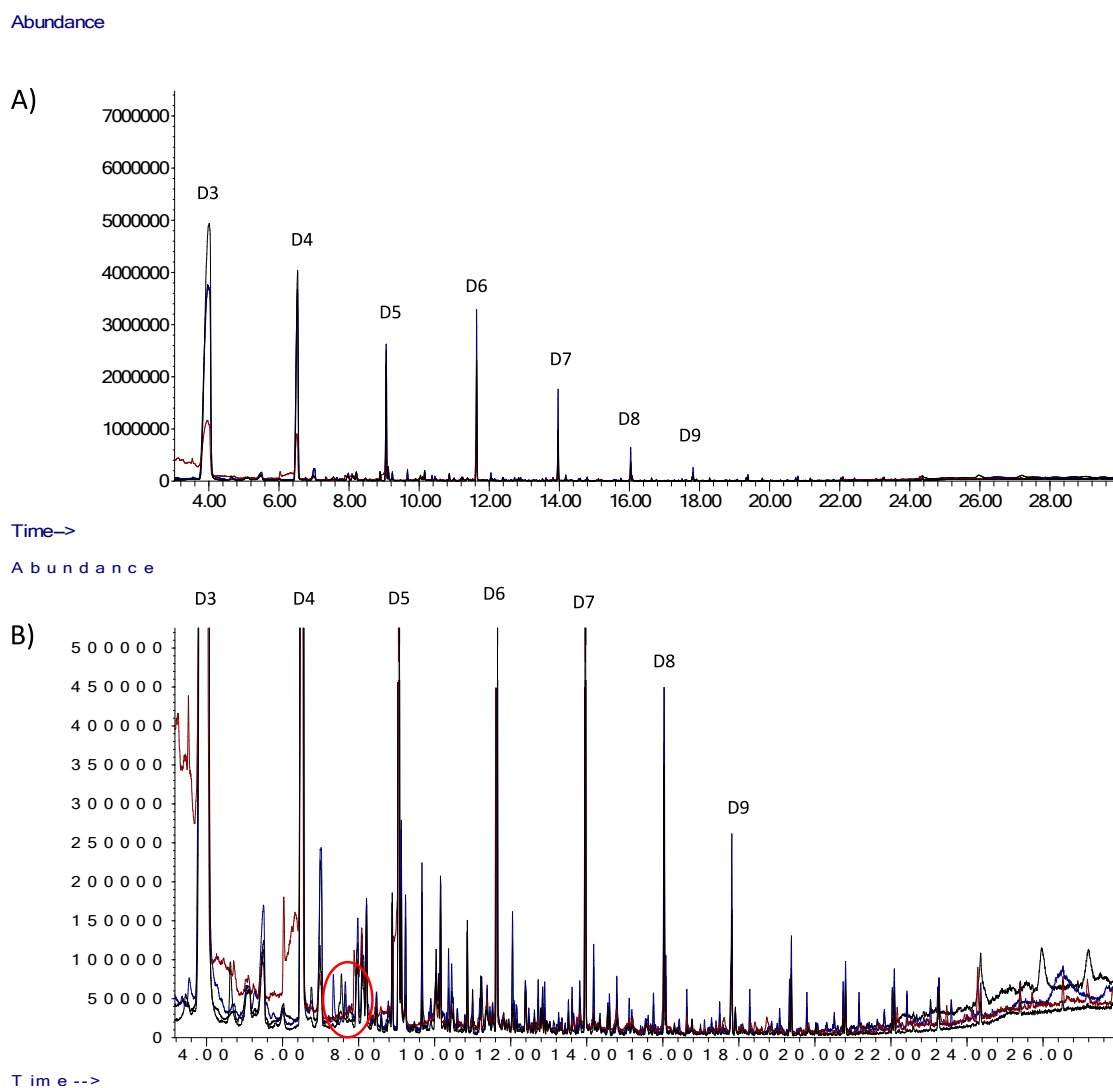 Abundance
A)
7000000
6000000
5000000
4000000
3000000
2000000
1000000
0
D3
D4
D5
D6
D7
D8
D9
4.00 6.00 8.00 10.00 12.00 14.00 16.00 18.00 20.00 22.00 24.00 26.00 28.00
Time-->
Abundance
D3 D4 D5 D6 D7
B)
500000
450000
400000
350000
300000
250000
200000
150000
100000
50000
0
D8
D9
4.00 6.00 8.00 10.00 12.00 14.00 16.00 18.00 20.00 22.00 24.00 26.00
Time-->